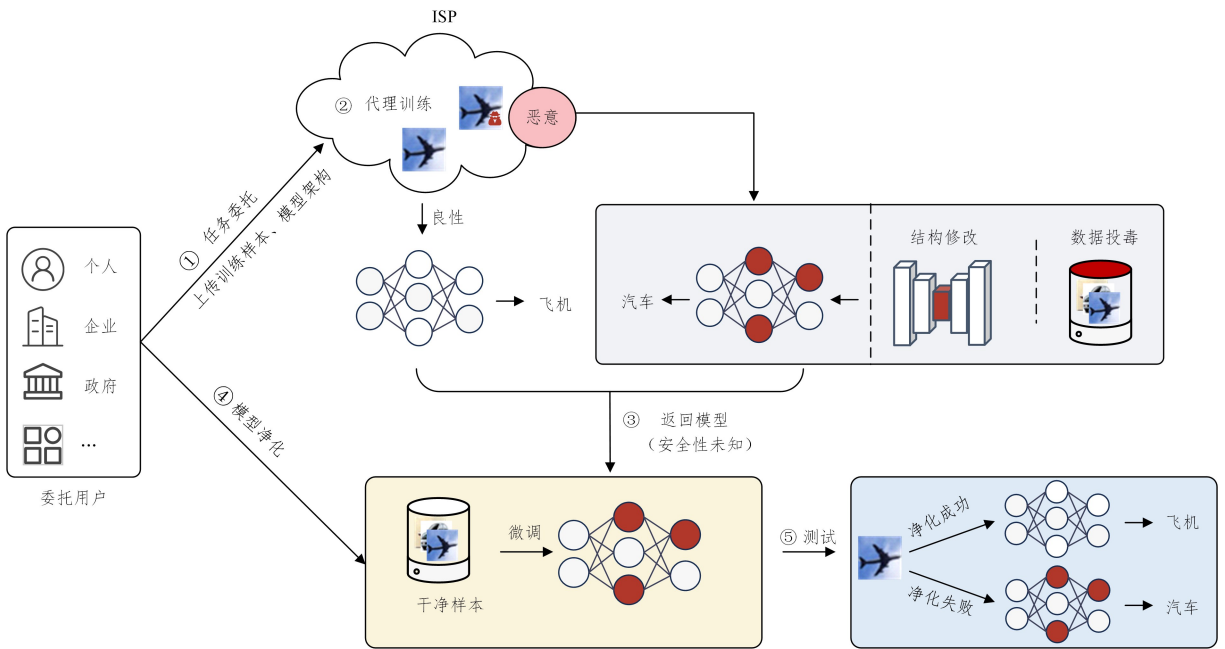 ISP
② 代理训练
恶意
① 任务委托
上传训练样本、模型架构
良性
飞机
结构修改
数据投毒
汽车
个人
企业
政府
...
委托用户
④ 模型净化
③ 返回模型
（安全性未知）
微调
干净样本
⑤ 测试
净化成功
飞机
净化失败
汽车